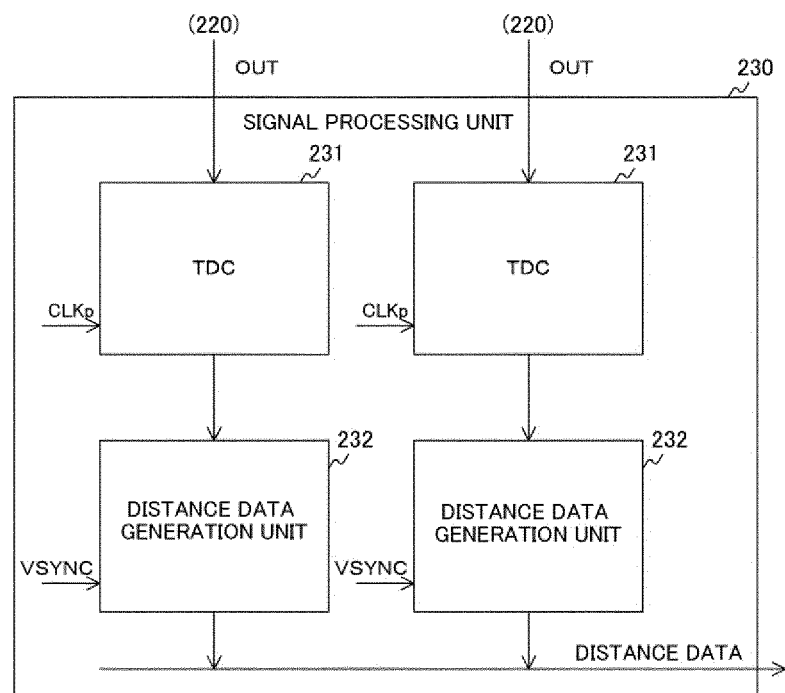 (220) (220)
OUT OUT
230
SIGNAL PROCESSING UNIT
231 231
TDC TDC
CLKp CLKp
232 232
DISTANCE DATA
GENERATION UNIT
DISTANCE DATA
GENERATION UNIT
VSYNC VSYNC
DISTANCE DATA